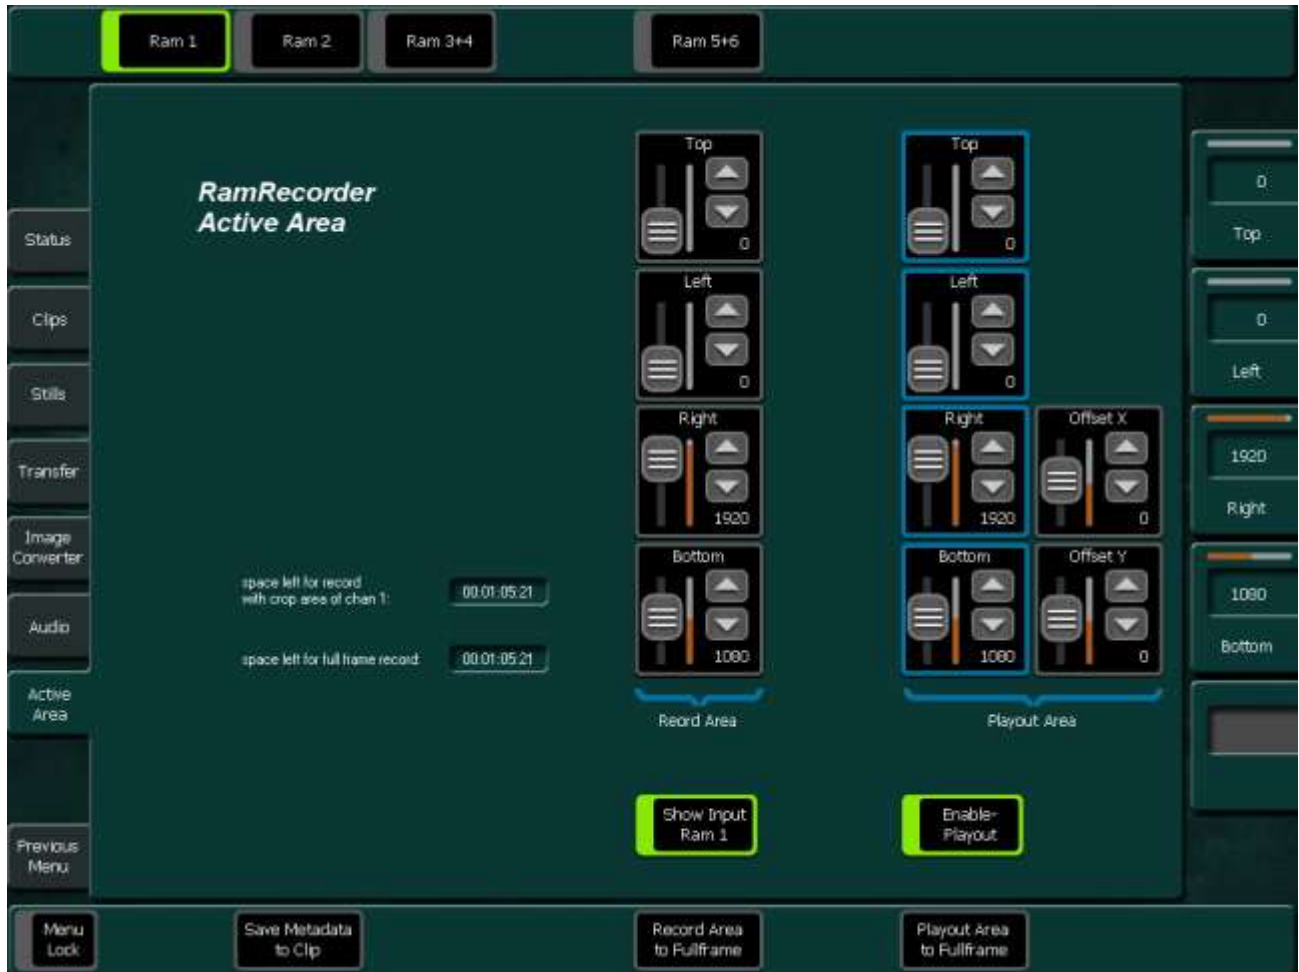 Ram 1
Ram 2
Ram 3+4
Ram 5+6
RamRecorder
Active Area
Status
Clips
Stills
Transfer
Image
Converter
Audio
Active
Area
Previous
Menu
space left for record
with crop area of chan 1:
00:01:05:21
space left for full frame record:
00:01:05:21
Top
0
Left
0
Right
1920
Bottom
1080
Reord Area
Top
0
Left
0
Right
1920
Offset X
0
Bottom
1080
Offset Y
0
Playout Area
Show Input
Ram 1
Enable-
Playout
0
Top
0
Left
1920
Right
1080
Bottom
Menu
Lock
Save Metadata
to Clip
Record Area
to Fullframe
Playout Area
to Fullframe